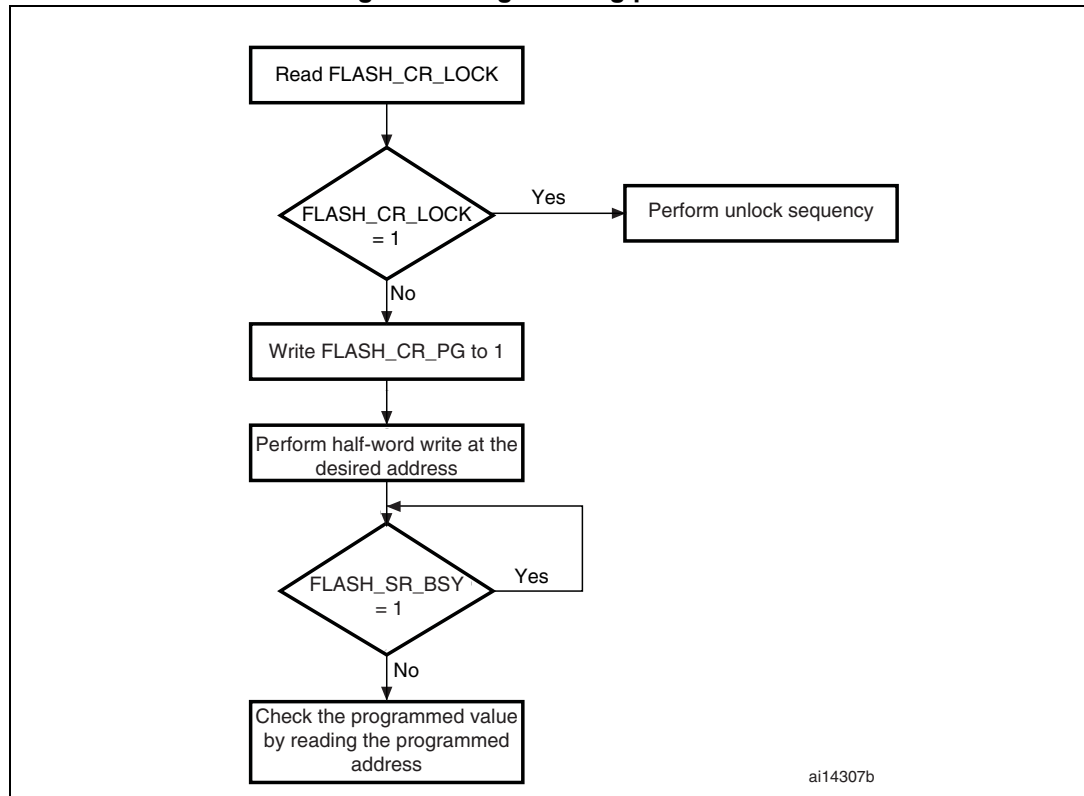 Read FLASH_CR_LOCK
FLASH_CR_LOCK
= 1
Yes
Perform unlock sequency
No
Write FLASH_CR_PG to 1
Perform half-word write at the
desired address
FLASH_SR_BSY
= 1
Yes
No
Check the programmed value
by reading the programmed
address
ai14307b